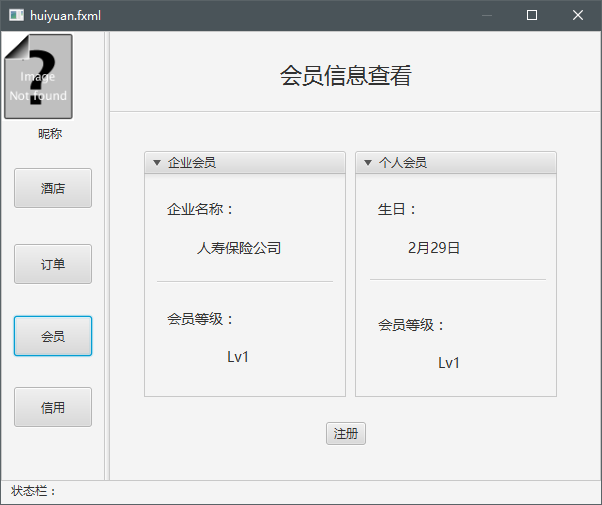 huiyuan.fxml
Image
Not found
?
昵称
酒店
订单
会员
信用
会员信息查看
企业会员
企业名称：
人寿保险公司
会员等级：
Lv1
个人会员
生日：
2月29日
会员等级：
Lv1
注册
状态栏：